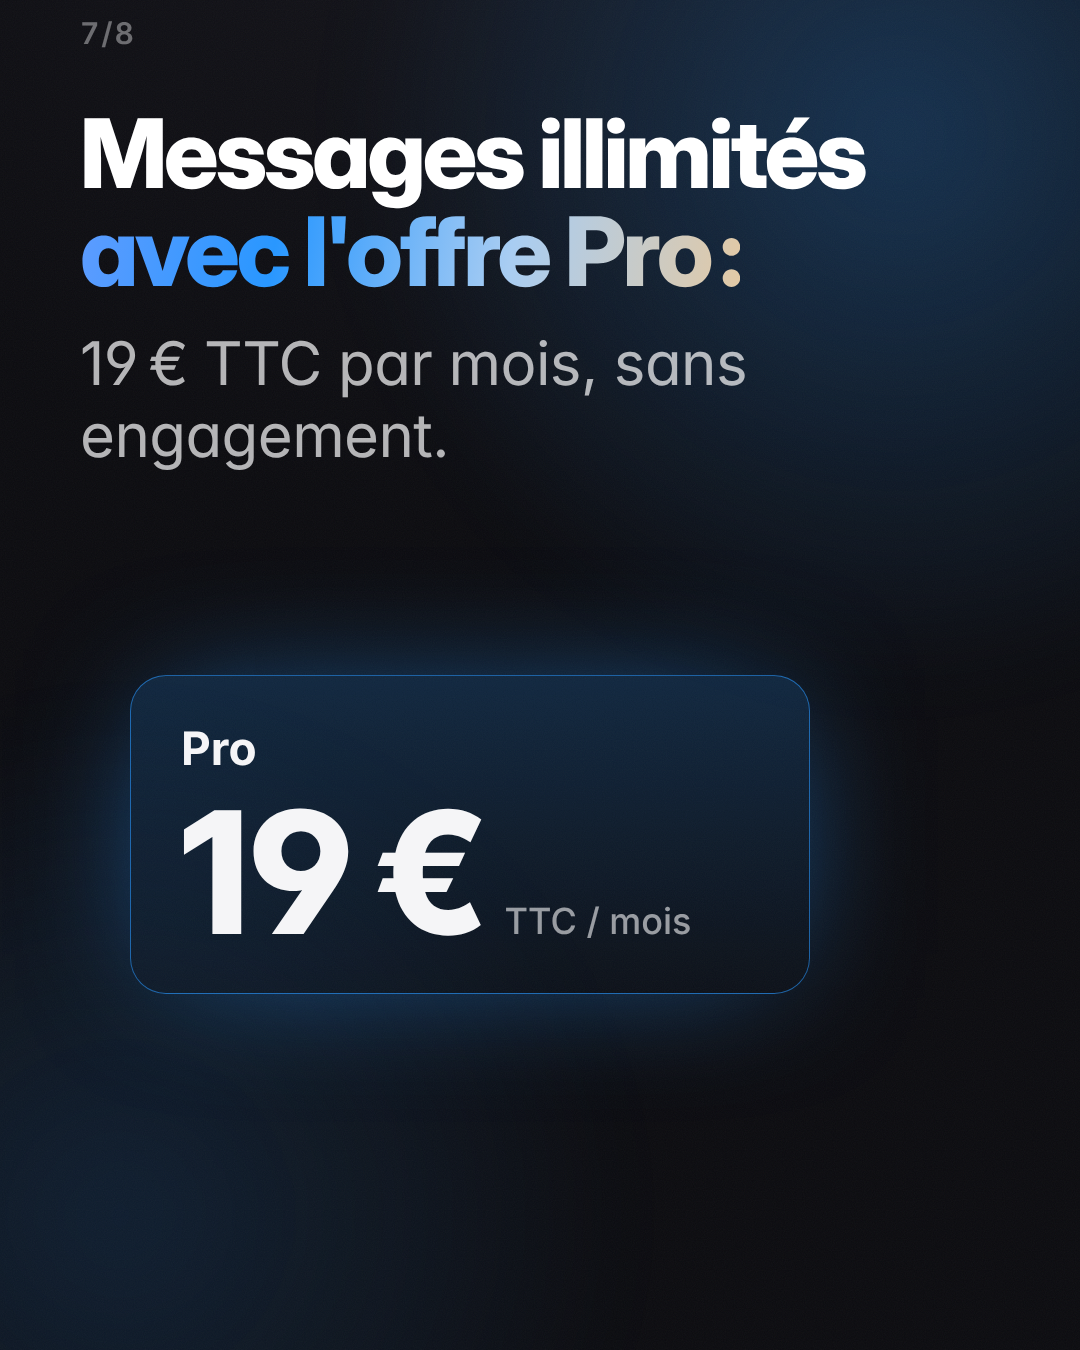 7/8
Messages illimités
avec l'offre Pro :
19 € TTC par mois, sans
engagement.
Pro
19 € TTC / mois